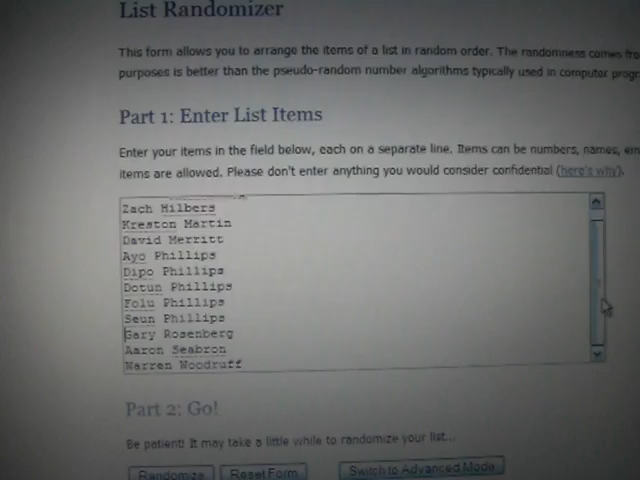 List Randomizer
This form allows you to arrange the items of a list in random order. The randomness comes
purposes is better than the pseudo-random number algorithms typically used in computer
Part 1: Enter List Items
Enter your items in the field below, each on a separate line. Items can be numbers, names,
items are allowed. Please don't enter anything you would consider confidential (here's why).
Zach Hilbers
Kreston Martin
David Merritt
Ayo Phillips
Dipo Phillips
Dotun Phillips
Folu Phillips
Seun Phillips
Gary Rosenberg
Aaron Seabron
Warren Woodruff
Part 2: Go!
Be patient! It may take a little while to randomize your list...
Randomize Reset Form Switch to Advanced Mode